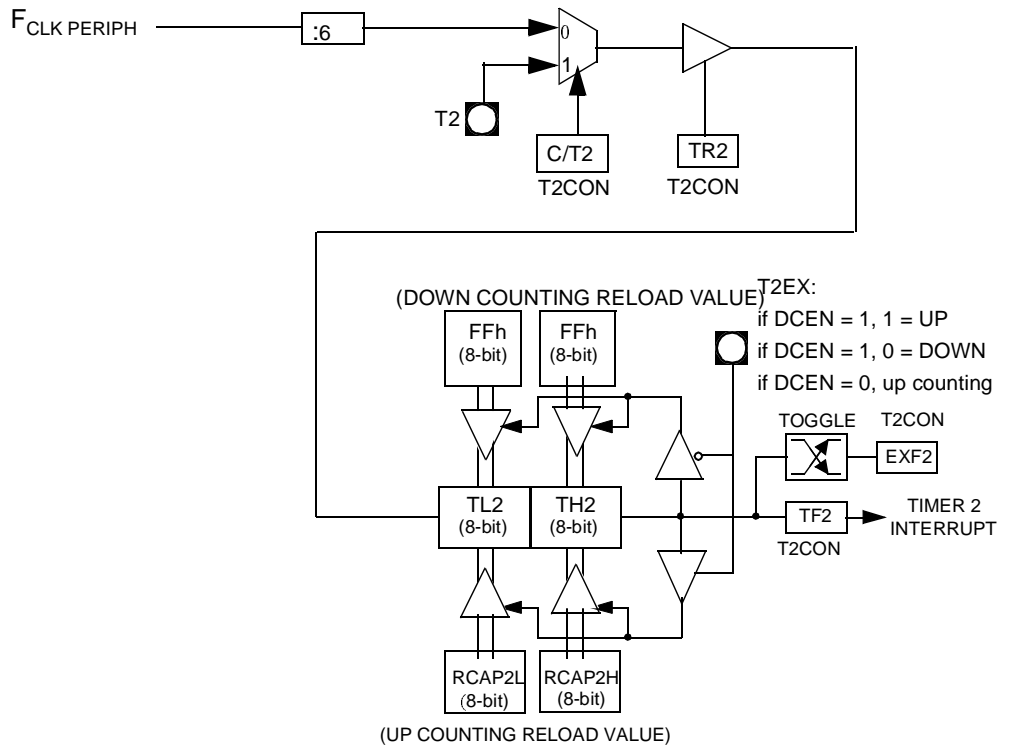 FCLK PERIPH
:6
0
1
T2
C/T2
T2CON
TR2
T2CON
(DOWN COUNTING RELOAD VALUE)
T2EX:
if DCEN = 1, 1 = UP
if DCEN = 1, 0 = DOWN
if DCEN = 0, up counting
FFh
(8-bit)
FFh
(8-bit)
TOGGLE
T2CON
EXF2
TL2
(8-bit)
TH2
(8-bit)
TF2
T2CON
TIMER 2
INTERRUPT
RCAP2L
(8-bit)
RCAP2H
(8-bit)
(UP COUNTING RELOAD VALUE)